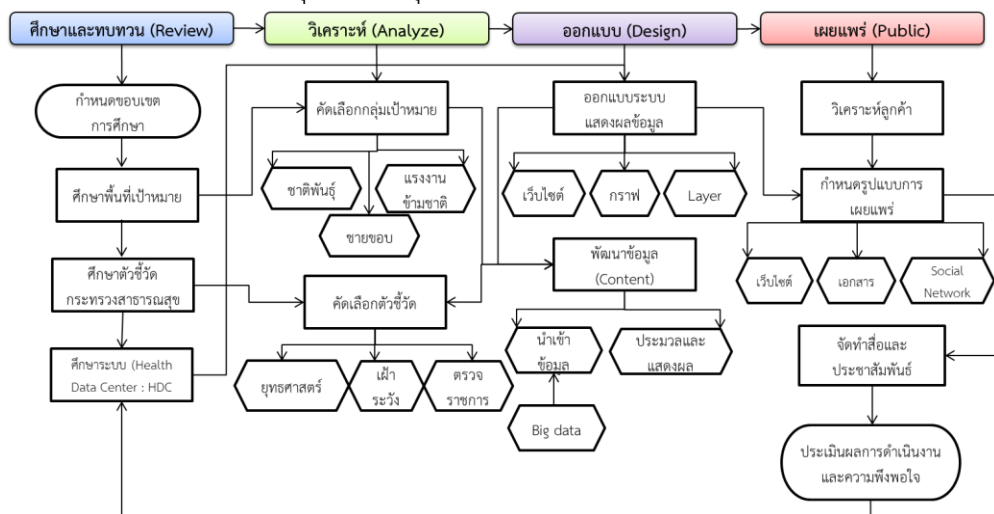 ศึกษาและทบทวน (Review)
วิเคราะห์ (Analyze)
ออกแบบ (Design)
เผยแพร่ (Public)
กำหนดขอบเขต
การศึกษา
ศึกษาพื้นที่เป้าหมาย
ศึกษาตัวชี้วัด
กระทรวงสาธารณสุข
ศึกษาระบบ (Health
Data Center : HDC
คัดเลือกกลุ่มเป้าหมาย
ชาติพันธุ์
แรงงาน
ข้ามชาติ
ชายขอบ
คัดเลือกตัวชี้วัด
ยุทธศาสตร์
เฝ้า
ระวัง
ตรวจ
ราชการ
ออกแบบระบบ
แสดงผลข้อมูล
เว็บไซต์
กราฟ
Layer
พัฒนาข้อมูล
(Content)
นำเข้า
ข้อมูล
ประมวลและ
แสดงผล
Big data
วิเคราะห์ลูกค้า
กำหนดรูปแบบการ
เผยแพร่
เว็บไซต์
เอกสาร
Social
Network
จัดทำสื่อและ
ประชาสัมพันธ์
ประเมินผลการดำเนินงาน
และความพึงพอใจ